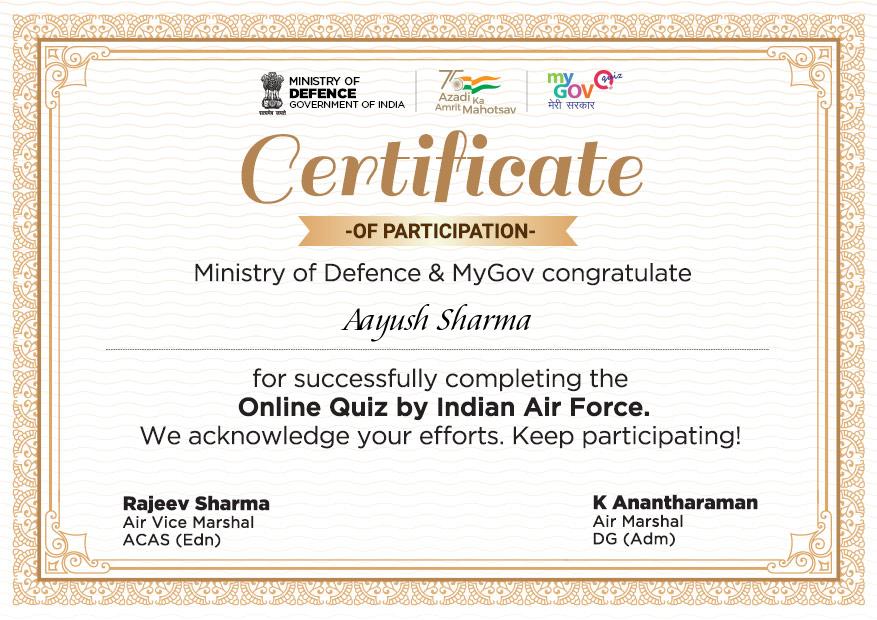 सत्यमेव जयते
MINISTRY OF
DEFENCE
GOVERNMENT OF INDIA
75
Azadi Ka
Amrit Mahotsav
my
GOV
quiz
मेरी सरकार
Certificate
-OF PARTICIPATION-
Ministry of Defence & MyGov congratulate
Aayush Sharma
for successfully completing the
Online Quiz by Indian Air Force.
We acknowledge your efforts. Keep participating!
Rajeev Sharma
Air Vice Marshal
ACAS (Edn)
K Anantharaman
Air Marshal
DG (Adm)